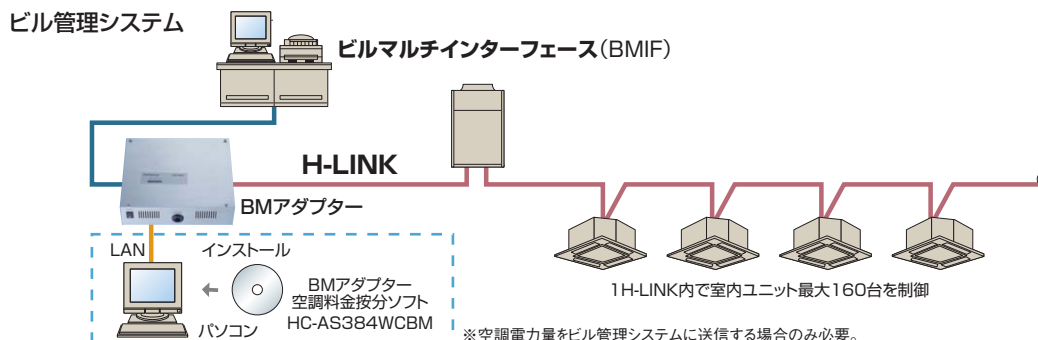 ビル管理システム
ビルマルチインターフェース(BMIF)
H-LINK
BMアダプター
LAN
インストール
BMアダプター
空調料金按分ソフト
HC-AS384WCBM
パソコン
1H-LINK内で室内ユニット最大160台を制御
※空調電力量をビル管理システムに送信する場合のみ必要。